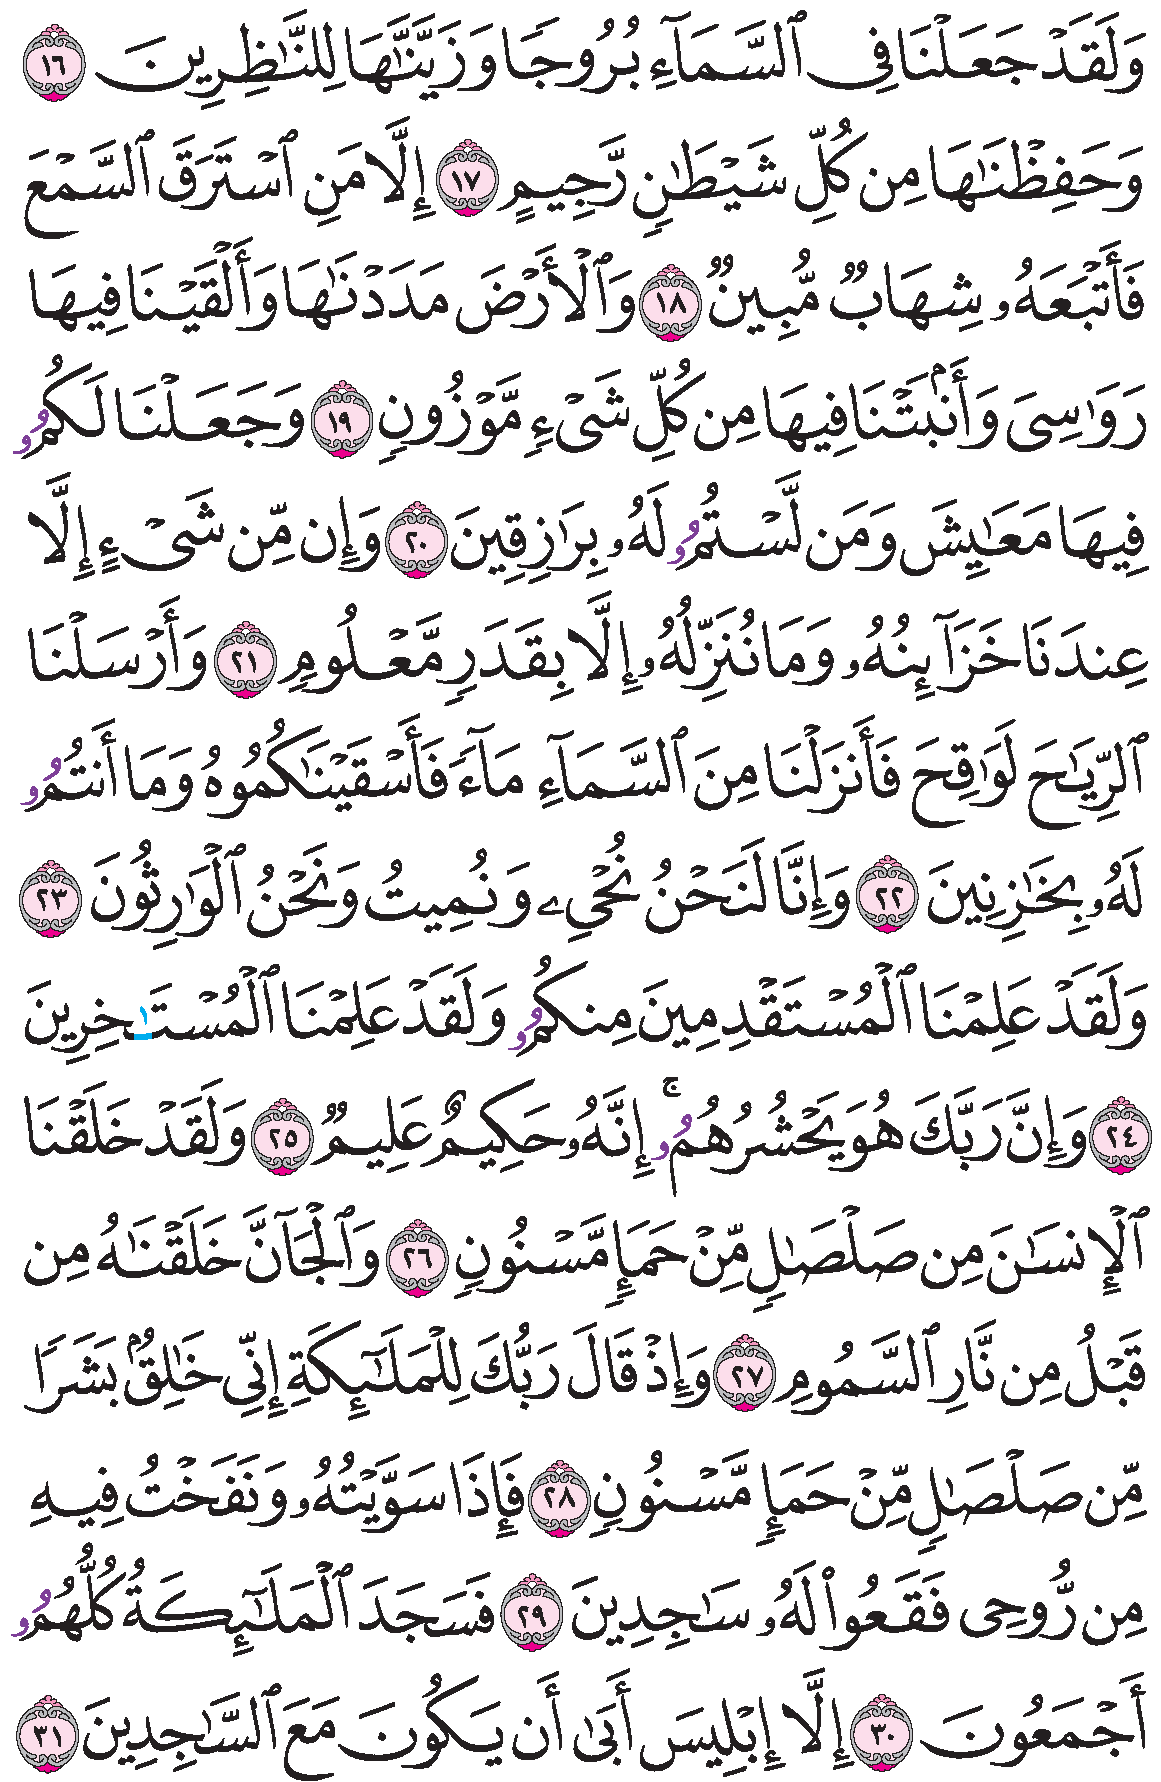 وَلَقَدْ جَعَلْنَا فِى ٱلسَّمَآءِ بُرُوجًا وَزَيَّنَّٰهَا لِلنَّٰظِرِينَ ١٦
وَحَفِظْنَٰهَا مِن كُلِّ شَيْطَٰنٍ رَّجِيمٍ ١٧ إِلَّا مَنِ ٱسْتَرَقَ ٱلسَّمْعَ
فَأَتْبَعَهُۥ شِهَابٌ مُّبِينٌ ١٨ وَٱلْأَرْضَ مَدَدْنَٰهَا وَأَلْقَيْنَا فِيهَا
رَوَٰسِىَ وَأَنۢبَتْنَا فِيهَا مِن كُلِّ شَىْءٍ مَّوْزُونٍ ١٩ وَجَعَلْنَا لَكُمُۥ
فِيهَا مَعَٰيِشَ وَمَن لَّسْتُمُۥ لَهُۥ بِرَٰزِقِينَ ٢٠ وَإِن مِّن شَىْءٍ إِلَّا
عِندَنَا خَزَآئِنُهُۥ وَمَا نُنَزِّلُهُۥ إِلَّا بِقَدَرٍ مَّعْلُومٍ ٢١ وَأَرْسَلْنَا
ٱلرِّيَٰحَ لَوَٰقِحَ فَأَنزَلْنَا مِنَ ٱلسَّمَآءِ مَآءً فَأَسْقَيْنَٰكُمُوهُ وَمَا أَنتُمُۥ
لَهُۥ بِخَٰزِنِينَ ٢٢ وَإِنَّا لَنَحْنُ نُحْىِۦ وَنُمِيتُ وَنَحْنُ ٱلْوَٰرِثُونَ ٢٣
وَلَقَدْ عَلِمْنَا ٱلْمُسْتَقْدِمِينَ مِنكُمُۥ وَلَقَدْ عَلِمْنَا ٱلْمُسْتَـٰخِرِينَ
٢٤ وَإِنَّ رَبَّكَ هُوَ يَحْشُرُهُمُۥۚ إِنَّهُۥ حَكِيمٌ عَلِيمٌ ٢٥ وَلَقَدْ خَلَقْنَا
ٱلْإِنسَٰنَ مِن صَلْصَٰلٍ مِّنْ حَمَإٍ مَّسْنُونٍ ٢٦ وَٱلْجَآنَّ خَلَقْنَٰهُ مِن
قَبْلُ مِن نَّارِ ٱلسَّمُومِ ٢٧ وَإِذْ قَالَ رَبُّكَ لِلْمَلَٰٓئِكَةِ إِنِّى خَٰلِقٌۢ بَشَرًا
مِّن صَلْصَٰلٍ مِّنْ حَمَإٍ مَّسْنُونٍ ٢٨ فَإِذَا سَوَّيْتُهُۥ وَنَفَخْتُ فِيهِ
مِن رُّوحِى فَقَعُوا۟ لَهُۥ سَٰجِدِينَ ٢٩ فَسَجَدَ ٱلْمَلَٰٓئِكَةُ كُلُّهُمُۥ
أَجْمَعُونَ ٣٠ إِلَّا إِبْلِيسَ أَبَىٰ أَن يَكُونَ مَعَ ٱلسَّٰجِدِينَ ٣١